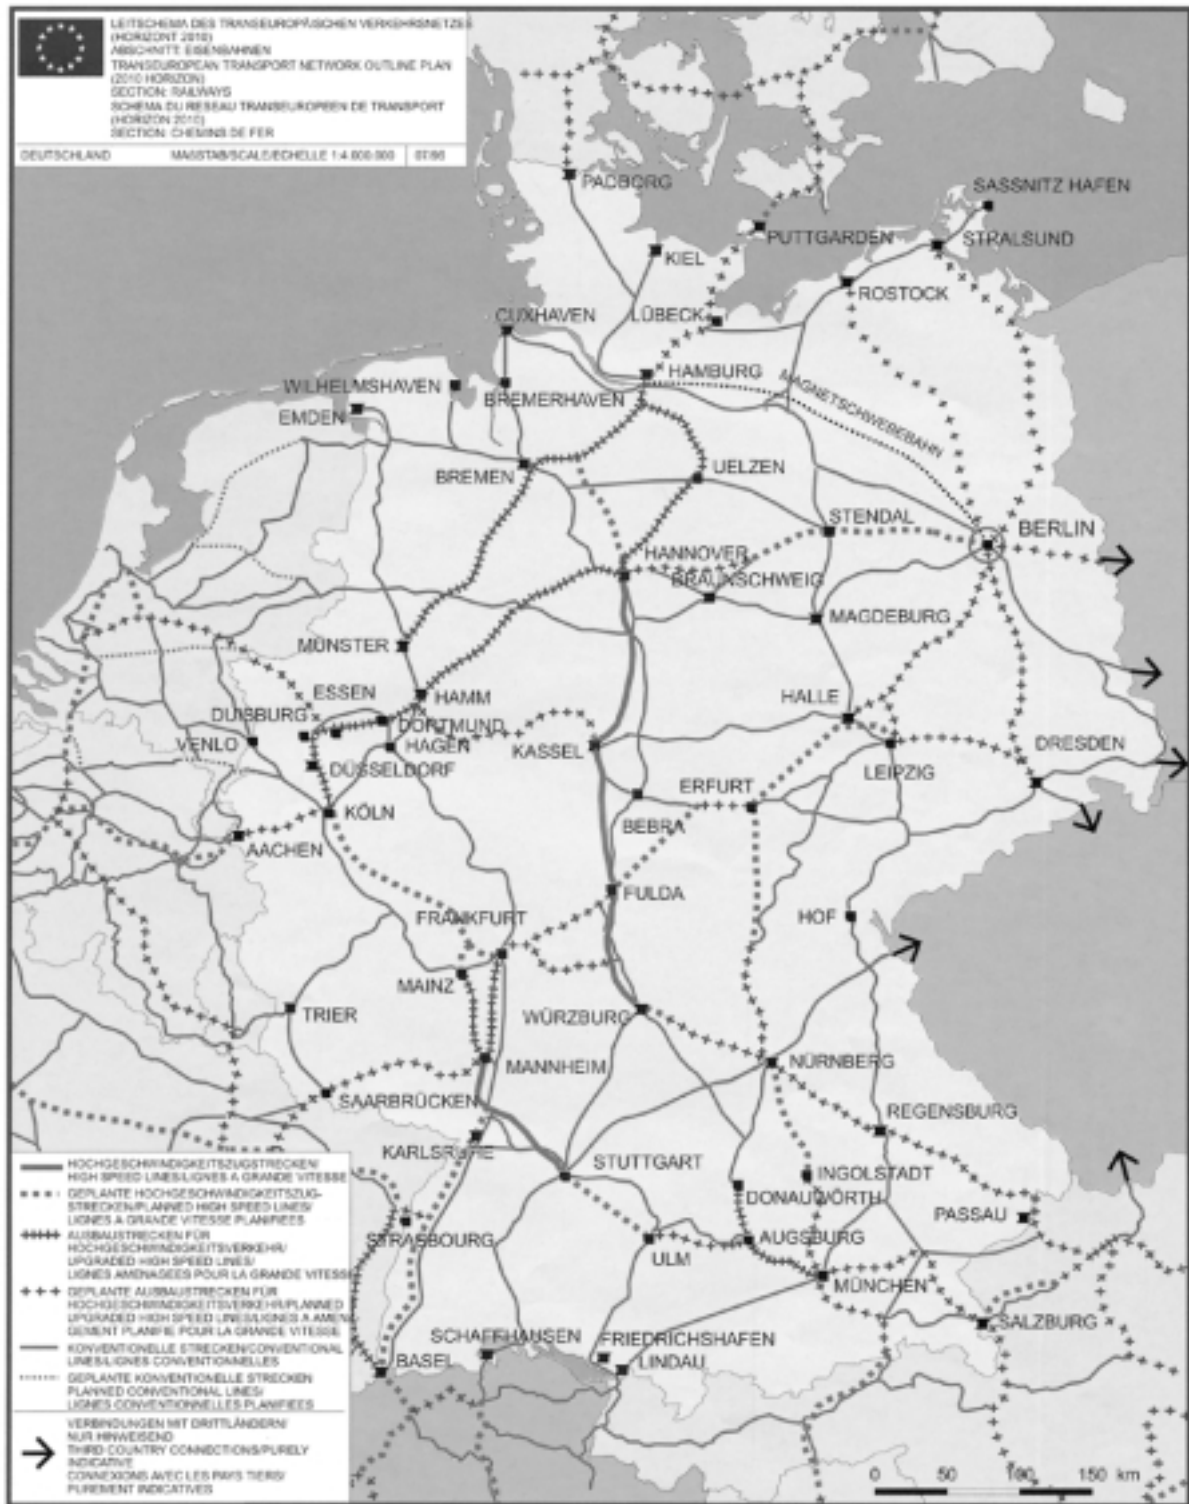 LEITSCHEMA DES TRANSEUROPÄISCHEN VERKEHRSNETZES
(HORIZONT 2010)
ABSCHNITT: EISENBAHNEN
TRANSEUROPEAN TRANSPORT NETWORK OUTLINE PLAN
(2010 HORIZON)
SECTION: RAILWAYS
SCHEMA DU RESEAU TRANSEUROPEEN DE TRANSPORT
(HORIZON 2010)
SECTION: CHEMINS DE FER
DEUTSCHLAND MASSTAB/SCALE/ECHELLE 1:4.000.000 07/96
PADBORG
SASSNITZ HAFEN
PUTTGARDEN
STRALSUND
KIEL
ROSTOCK
CUXHAVEN
LÜBECK
HAMBURG
MAGNETSCHWEBEBAHN
WILHELMSHAVEN
BREMERHAVEN
EMDEN
BREMEN
UELZEN
STENDAL
BERLIN
HANNOVER
BRAUNSCHWEIG
MAGDEBURG
MÜNSTER
ESSEN
HAMM
HALLE
DUISBURG
DORTMUND
VENLO
HAGEN
KASSEL
DRESDEN
DÜSSELDORF
LEIPZIG
ERFURT
KÖLN
BEBRA
AACHEN
FULDA
FRANKFURT
HOF
MAINZ
TRIER
WÜRZBURG
MANNHEIM
NÜRNBERG
SAARBRÜCKEN
REGENSBURG
KARLSRUHE
STUTTGART
INGOLSTADT
DONAUWÖRTH
PASSAU
STRASBOURG
ULM
AUGSBURG
MÜNCHEN
SALZBURG
SCHAFFHAUSEN
FRIEDRICHSHAFEN
BASEL
LINDAU
HOCHGESCHWINDIGKEITSZUGSTRECKEN/
HIGH SPEED LINES/LIGNES A GRANDE VITESSE
GEPLANTE HOCHGESCHWINDIGKEITSZUG-
STRECKEN/PLANNED HIGH SPEED LINES/
LIGNES A GRANDE VITESSE PLANIFIEES
AUSBAUSTRECKEN FÜR
HOCHGESCHWINDIGKEITSVERKEHR/
UPGRADED HIGH SPEED LINES/
LIGNES AMENAGEES POUR LA GRANDE VITESSE
GEPLANTE AUSBAUSTRECKEN FÜR
HOCHGESCHWINDIGKEITSVERKEHR/PLANNED
UPGRADED HIGH SPEED LINES/LIGNES A AMENA
GEMENT PLANIFIE POUR LA GRANDE VITESSE
KONVENTIONELLE STRECKEN/CONVENTIONAL
LINES/LIGNES CONVENTIONNELLES
GEPLANTE KONVENTIONELLE STRECKEN
PLANNED CONVENTIONAL LINES/
LIGNES CONVENTIONNELLES PLANIFIEES
VERBINDUNGEN MIT DRITTLÄNDERN/
NUR HINWEISEND
THIRD COUNTRY CONNECTIONS/PURELY
INDICATIVE
CONNEXIONS AVEC LES PAYS TIERS/
PUREMENT INDICATIVES
0 50 100 150 km